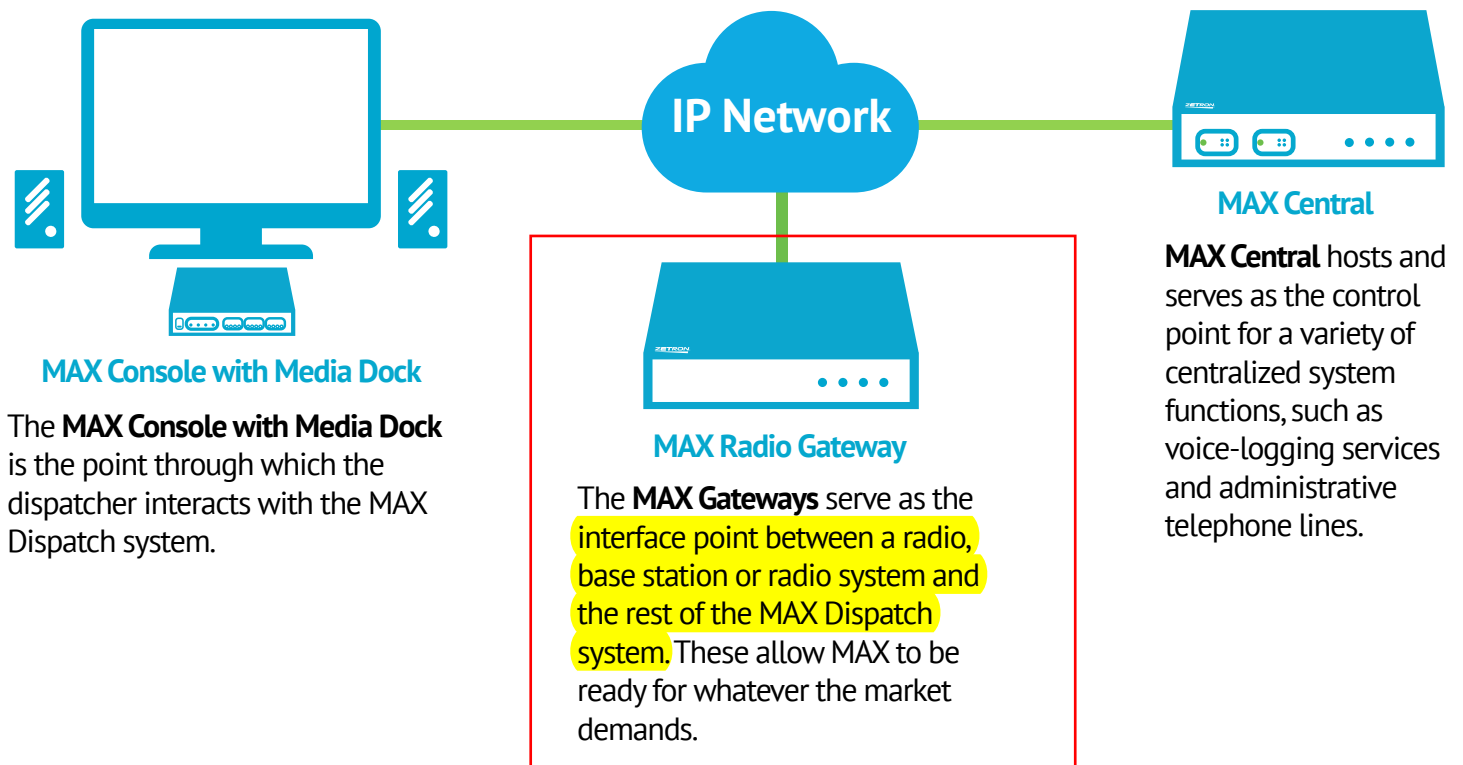 IP Network
ZETRON
MAX Central
MAX Central hosts and
serves as the control
point for a variety of
centralized system
functions, such as
voice-logging services
and administrative
telephone lines.
MAX Console with Media Dock
The MAX Console with Media Dock
is the point through which the
dispatcher interacts with the MAX
Dispatch system.
ZETRON
MAX Radio Gateway
The MAX Gateways serve as the
interface point between a radio,
base station or radio system and
the rest of the MAX Dispatch
system. These allow MAX to be
ready for whatever the market
demands.